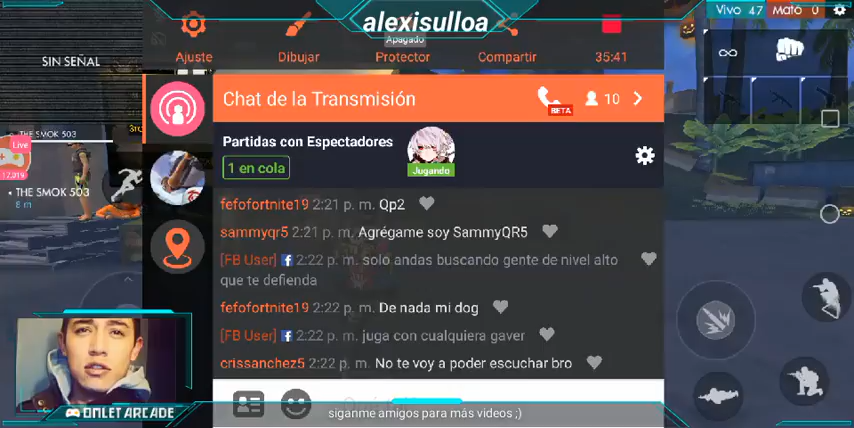 alexisulloa
Vivo 47 Mató 0
SIN SEÑAL
Apagado
Ajuste Dibujar Protector Compartir 35:41
Chat de la Transmisión
BETA
10
THE SMOK 503
Live
17,019
THE SMOK 503
8 m
Partidas con Espectadores
1 en cola
Jugando
fefofortnite19 2:21 p. m. Qp2
sammyqr5 2:21 p. m. Agrégame soy SammyQR5
[FB User] 2:22 p. m. solo andas buscando gente de nivel alto
que te defienda
fefofortnite19 2:22 p. m. De nada mi dog
[FB User] 2:22 p. m. juga con cualquiera gaver
crissanchez5 2:22 p. m. No te voy a poder escuchar bro
OMLET ARCADE
siganme amigos para más videos ;)